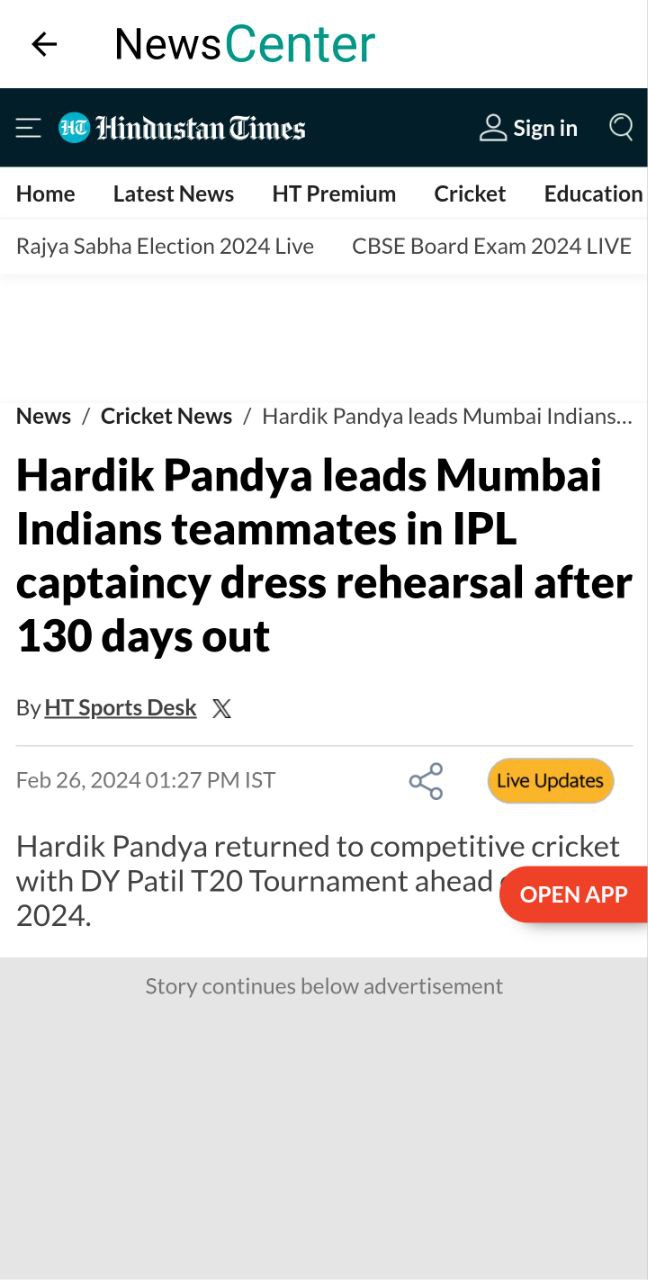 NewsCenter
HT Hindustan Times
Sign in
Home Latest News HT Premium Cricket Education
Rajya Sabha Election 2024 Live CBSE Board Exam 2024 LIVE
News / Cricket News / Hardik Pandya leads Mumbai Indians...
Hardik Pandya leads Mumbai
Indians teammates in IPL
captaincy dress rehearsal after
130 days out
By HT Sports Desk X
Feb 26, 2024 01:27 PM IST
Live Updates
Hardik Pandya returned to competitive cricket
with DY Patil T20 Tournament ahead
OPEN APP
2024.
Story continues below advertisement